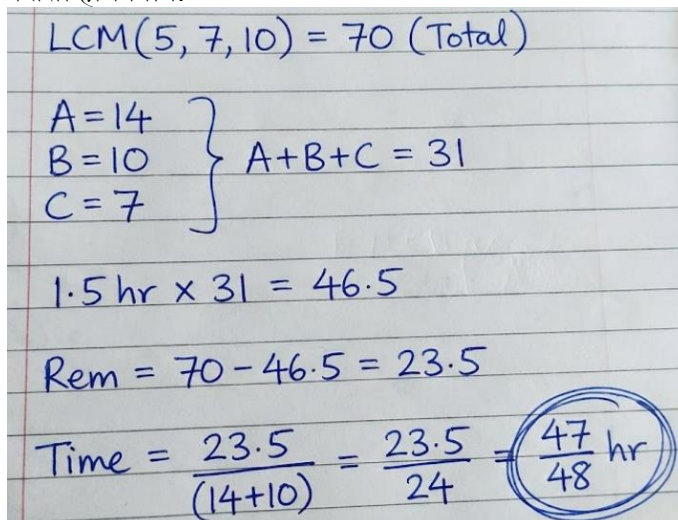 LCM(5, 7, 10) = 70 (Total)
A = 14
B = 10
C = 7
A+B+C = 31
1.5 hr × 31 = 46.5
Rem = 70 - 46.5 = 23.5
Time = 23.5/(14+10) = 23.5/24 = 47/48 hr